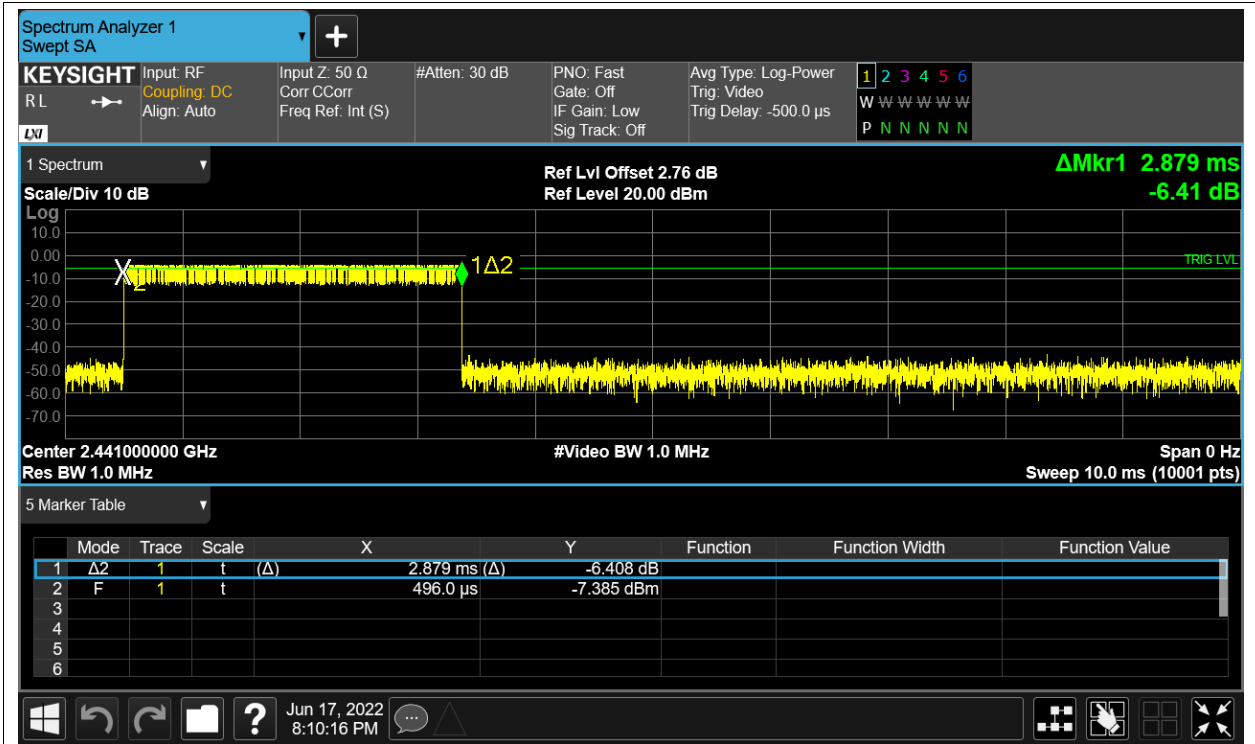 Spectrum Analyzer 1
Swept SA
KEYSIGHT
R L
LXI
Input: RF
Coupling: DC
Align: Auto
Input Z: 50 Ω
Corr CCorr
Freq Ref: Int (S)
#Atten: 30 dB
PNO: Fast
Gate: Off
IF Gain: Low
Sig Track: Off
Avg Type: Log-Power
Trig: Video
Trig Delay: -500.0 µs
1 2 3 4 5 6
W W W W W W
P N N N N N
1 Spectrum
Scale/Div 10 dB
Ref Lvl Offset 2.76 dB
Ref Level 20.00 dBm
ΔMkr1 2.879 ms
-6.41 dB
Log
10.0
0.00
-10.0
-20.0
-30.0
-40.0
-50.0
-60.0
-70.0
X
2
1Δ2
TRIG LVL
Center 2.441000000 GHz
#Video BW 1.0 MHz
Span 0 Hz
Res BW 1.0 MHz
Sweep 10.0 ms (10001 pts)
5 Marker Table
Mode Trace Scale X Y Function Function Width Function Value
1 Δ2 1 t (Δ) 2.879 ms (Δ) -6.408 dB
2 F 1 t 496.0 µs -7.385 dBm
3
4
5
6
?
Jun 17, 2022
8:10:16 PM